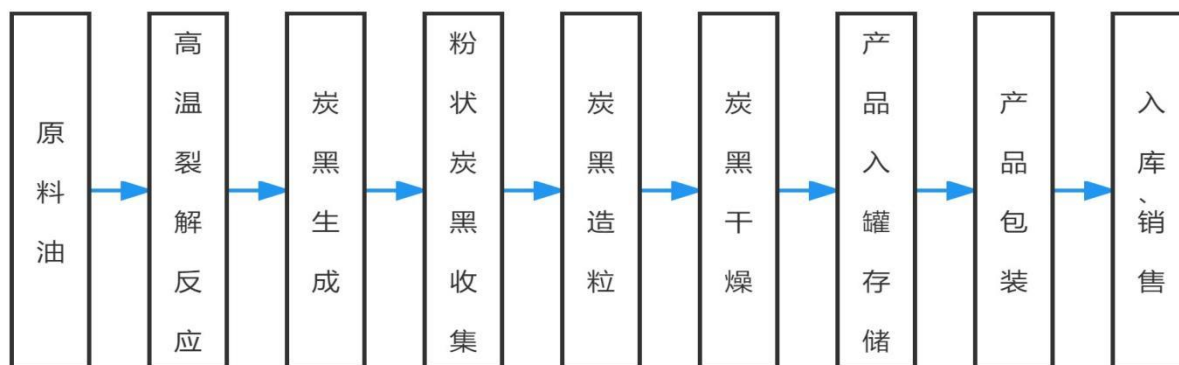 原料油
高温裂解反应
炭黑生成
粉状炭黑收集
炭黑造粒
炭黑干燥
产品入罐存储
产品包装
入库、销售